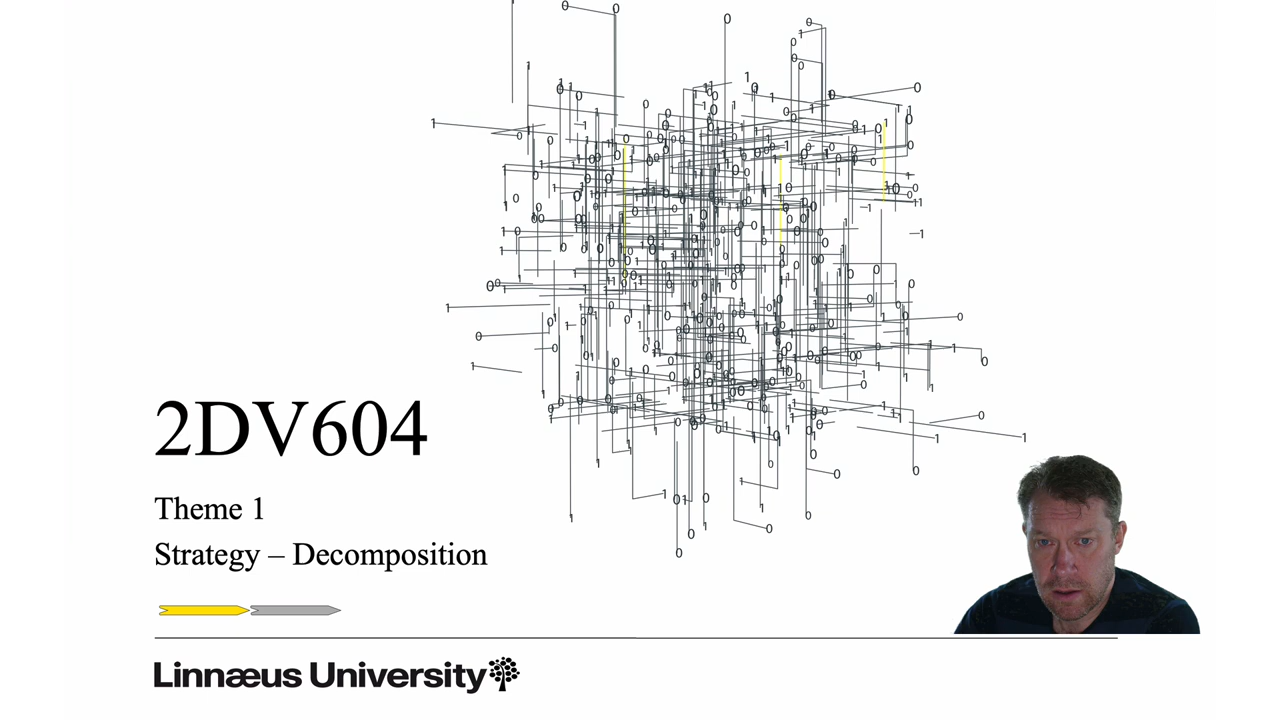 2DV604
Theme 1
Strategy – Decomposition
Linnæus University